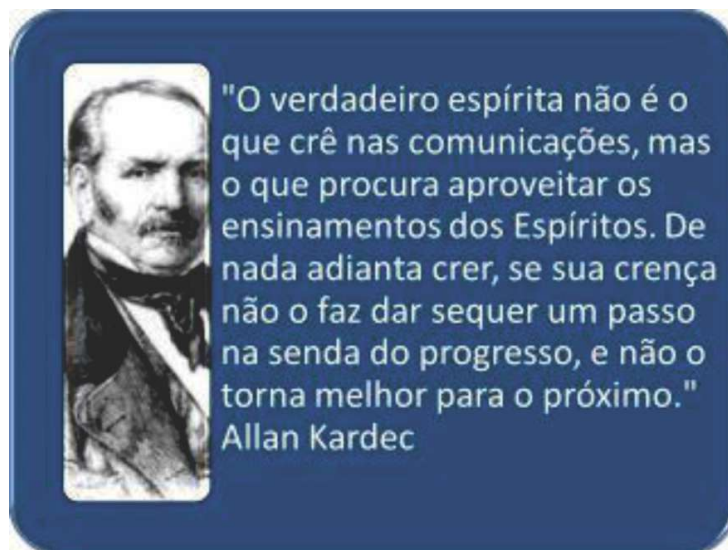 "O verdadeiro espírita não é o
que crê nas comunicações, mas
o que procura aproveitar os
ensinamentos dos Espíritos. De
nada adianta crer, se sua crença
não o faz dar sequer um passo
na senda do progresso, e não o
torna melhor para o próximo."
Allan Kardec